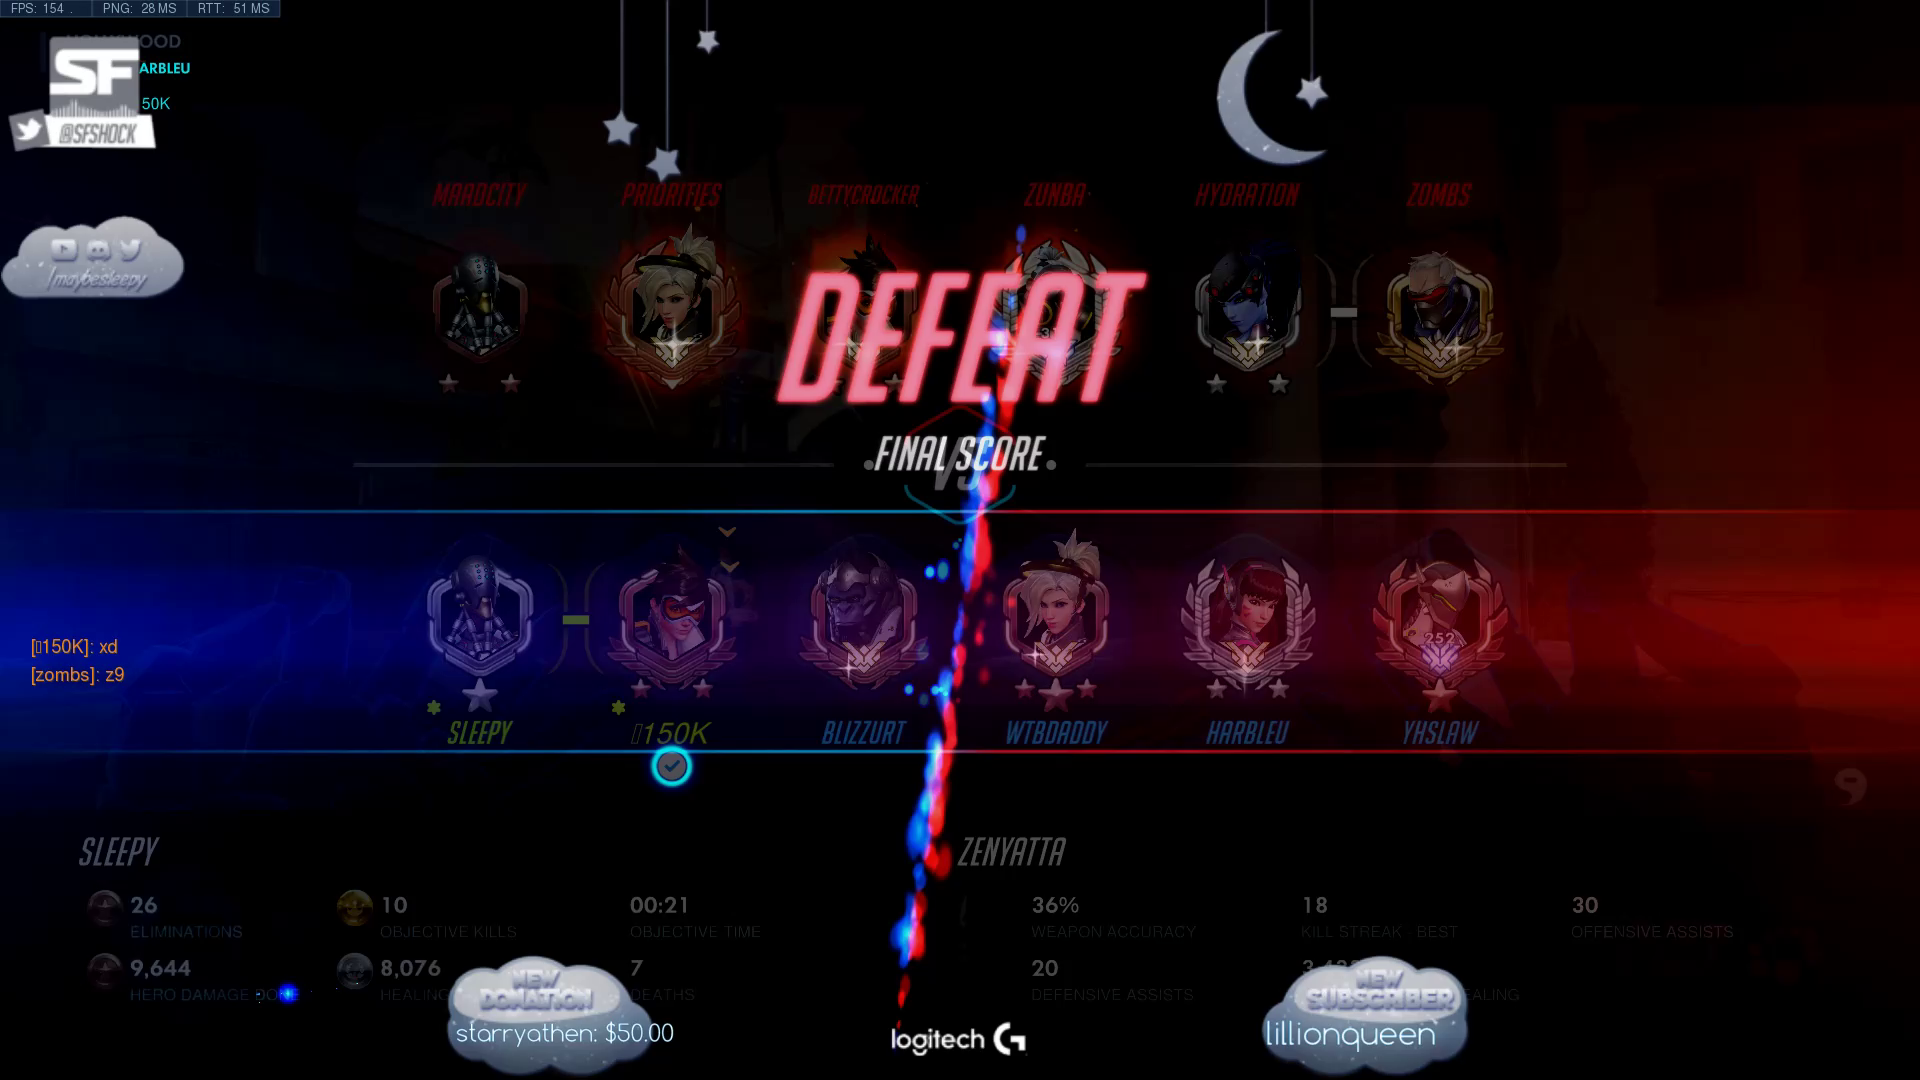 FPS: 154 . PNG: 28 MS RTT: 51 MS
ARBLEU
50K
SF
@SFSHOCK
/maybesleepy
MAADCITY PRIORITIES BETTYCROCKER ZUNBA HYDRATION ZOMBS
DEFEAT
FINAL SCORE
VS
252
[▯150K]: xd
[zombs]: z9
SLEEPY ▯150K BLIZZURT WTBDADDY HARBLEU YHSLAW
SLEEPY ZENYATTA
26 10 00:21 36% 18 30
ELIMINATIONS OBJECTIVE KILLS OBJECTIVE TIME WEAPON ACCURACY KILL STREAK - BEST OFFENSIVE ASSISTS
9,644 8,076 7 20
HERO DAMAGE DONE HEALING DEATHS DEFENSIVE ASSISTS
NEW DONATION
starryathen: $50.00
logitech G
NEW SUBSCRIBER
lillionqueen